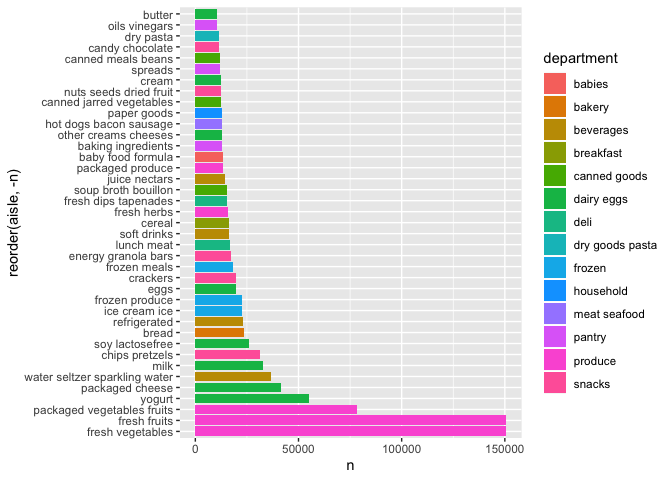 reorder(aisle, -n)
butter
oils vinegars
dry pasta
candy chocolate
canned meals beans
spreads
cream
nuts seeds dried fruit
canned jarred vegetables
paper goods
hot dogs bacon sausage
other creams cheeses
baking ingredients
baby food formula
packaged produce
juice nectars
soup broth bouillon
fresh dips tapenades
fresh herbs
cereal
soft drinks
lunch meat
energy granola bars
frozen meals
crackers
eggs
frozen produce
ice cream ice
refrigerated
bread
soy lactosefree
chips pretzels
milk
water seltzer sparkling water
packaged cheese
yogurt
packaged vegetables fruits
fresh fruits
fresh vegetables
0 50000 100000 150000
n
department
babies
bakery
beverages
breakfast
canned goods
dairy eggs
deli
dry goods pasta
frozen
household
meat seafood
pantry
produce
snacks